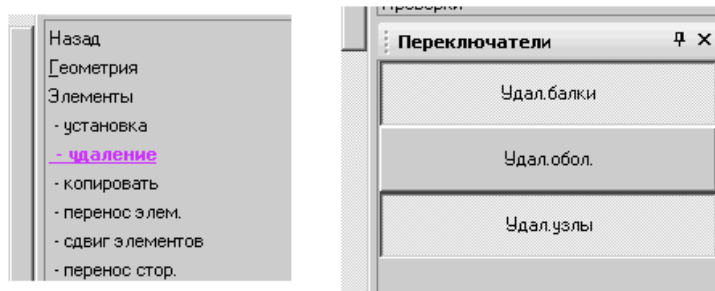 Назад
Геометрия
Элементы
- установка
- удаление
- копировать
- перенос элем.
- сдвиг элементов
- перенос стор.
Проверки
Переключатели
Удал.балки
Удал.обол.
Удал.узлы